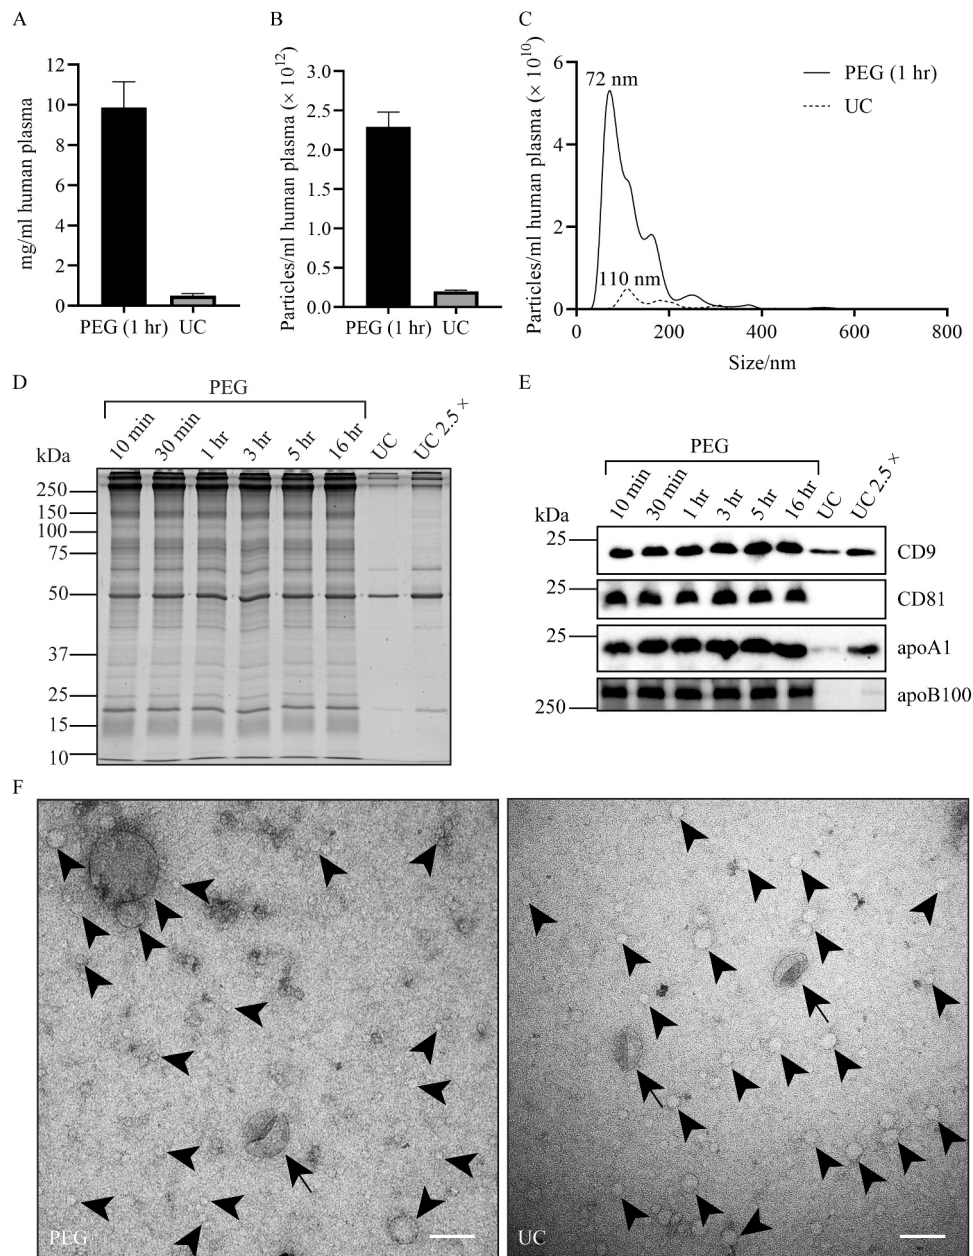 A
mg/ml human plasma
12
10
8
6
4
2
0
PEG (1 hr) UC
B
Particles/ml human plasma (× 10¹²)
3.0
2.5
2.0
1.5
1.0
0.5
0.0
PEG (1 hr) UC
C
Particles/ml human plasma (× 10¹⁰)
6
4
2
0
72 nm
110 nm
PEG (1 hr)
UC
0 200 400 600 800
Size/nm
D
PEG
10 min 30 min 1 hr 3 hr 5 hr 16 hr UC UC 2.5 ×
kDa
250
150
100
75
50
37
25
15
10
E
PEG
10 min 30 min 1 hr 3 hr 5 hr 16 hr UC UC 2.5 ×
kDa
25 CD9
25 CD81
25 apoA1
250 apoB100
F
PEG
UC